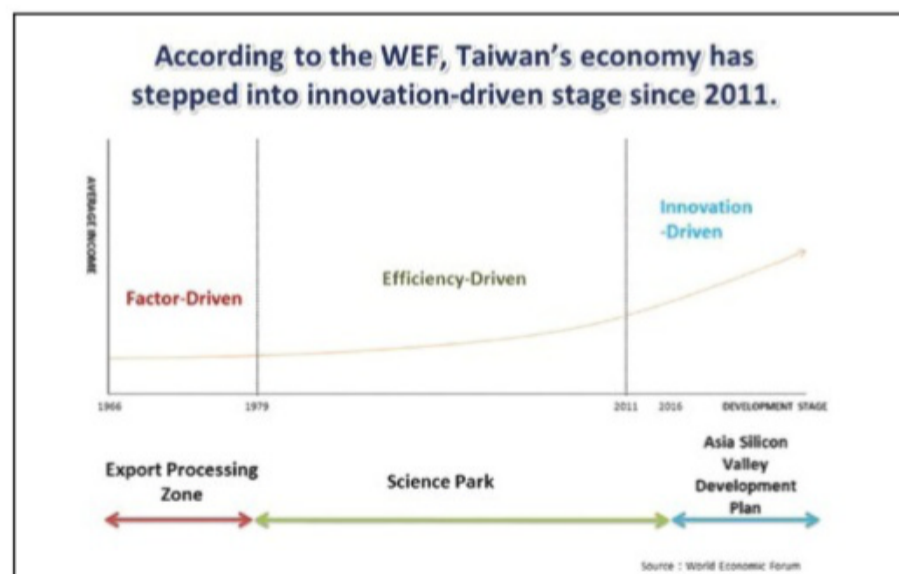 According to the WEF, Taiwan's economy has
stepped into innovation-driven stage since 2011.
AVERAGE INCOME
Factor-Driven
Efficiency-Driven
Innovation
-Driven
1966
1979
2011
2016
DEVELOPMENT STAGE
Export Processing
Zone
Science Park
Asia Silicon
Valley
Development
Plan
Source : World Economic Forum